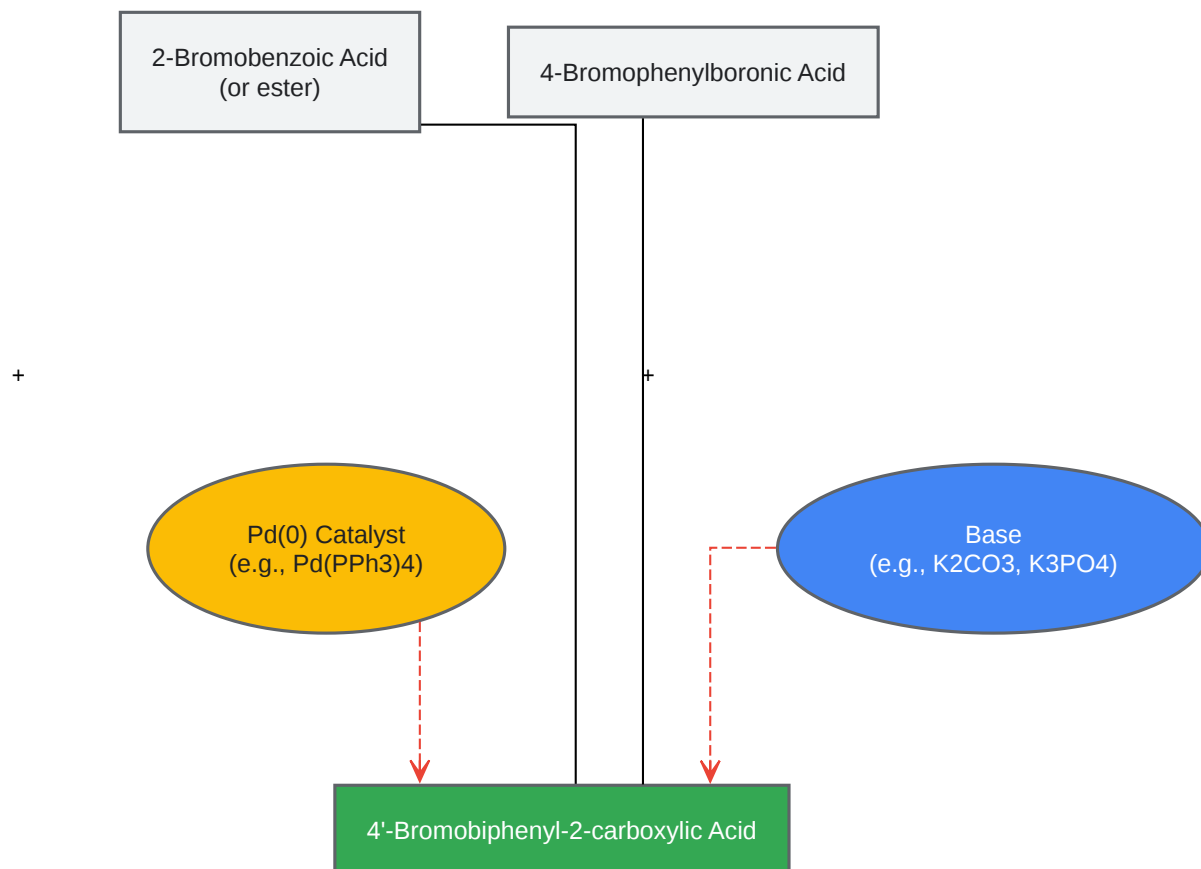 2-Bromobenzoic Acid
(or ester)
4-Bromophenylboronic Acid
+
+
Pd(0) Catalyst
(e.g., Pd(PPh3)4)
Base
(e.g., K2CO3, K3PO4)
4'-Bromobiphenyl-2-carboxylic Acid